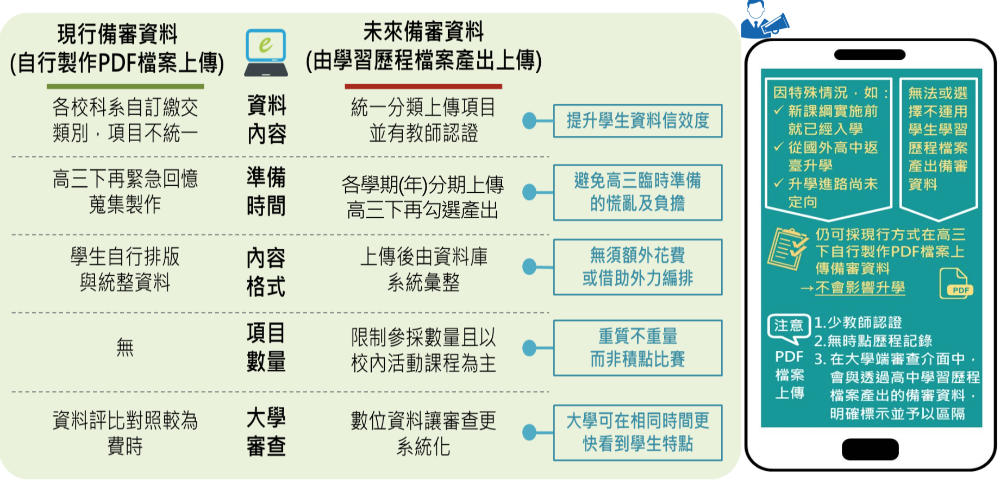 現行備審資料
(自行製作PDF檔案上傳)
e
未來備審資料
(由學習歷程檔案產出上傳)
各校科系自訂繳交
類別，項目不統一
資料
內容
統一分類上傳項目
並有教師認證
提升學生資料信效度
高三下再緊急回憶
蒐集製作
準備
時間
各學期(年)分期上傳
高三下再勾選產出
避免高三臨時準備
的慌亂及負擔
學生自行排版
與統整資料
內容
格式
上傳後由資料庫
系統彙整
無須額外花費
或借助外力編排
無
項目
數量
限制參採數量且以
校內活動課程為主
重質不重量
而非積點比賽
資料評比對照較為
費時
大學
審查
數位資料讓審查更
系統化
大學可在相同時間更
快看到學生特點
因特殊情況，如：
✓ 新課綱實施前
就已經入學
✓ 從國外高中返
臺升學
✓ 升學進路尚未
定向
無法或選
擇不運用
學生學習
歷程檔案
產出備審
資料
仍可採現行方式在高三
下自行製作PDF檔案上
傳備審資料
→不會影響升學
PDF
注意
PDF
檔案
上傳
1.少教師認證
2.無時點歷程記錄
3. 在大學端審查介面中，
會與透過高中學習歷程
檔案產出的備審資料，
明確標示並予以區隔